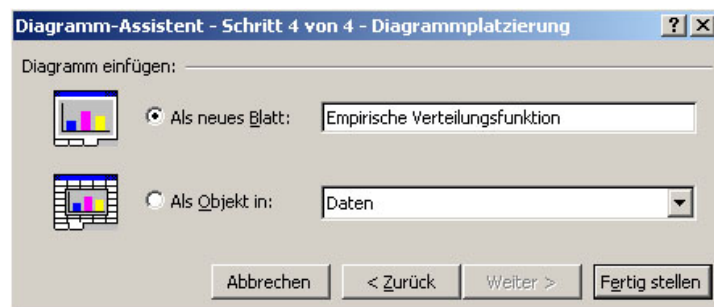 Diagramm-Assistent - Schritt 4 von 4 - Diagrammplatzierung
Diagramm einfügen:
Als neues Blatt: Empirische Verteilungsfunktion
Als Objekt in: Daten
Abbrechen < Zurück Weiter > Fertig stellen